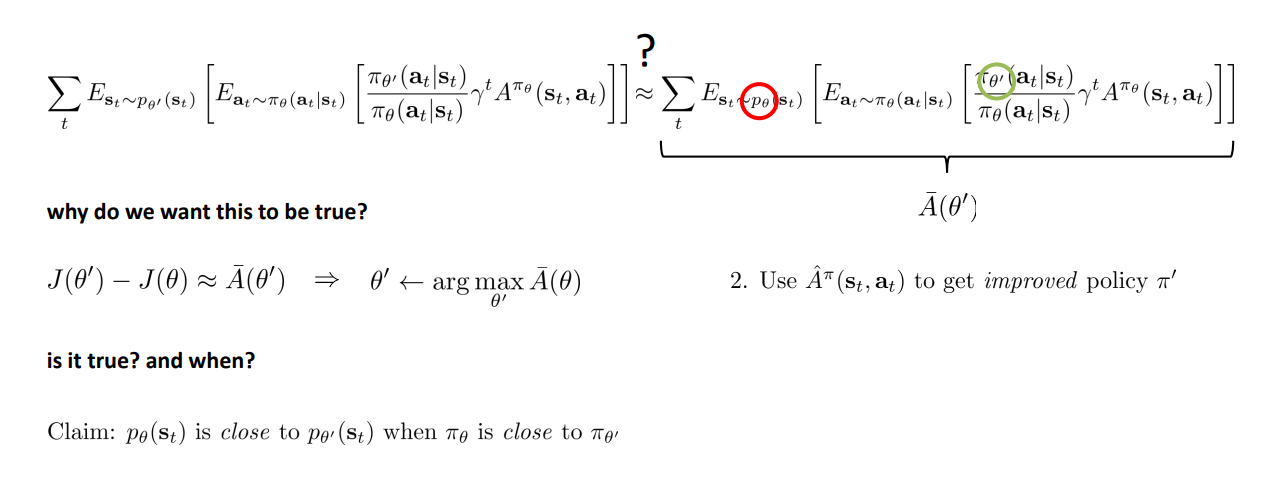 ?
\sum_t E_{\mathbf{s}_t \sim p_{\theta'}(\mathbf{s}_t)} \left[ E_{\mathbf{a}_t \sim \pi_\theta(\mathbf{a}_t|\mathbf{s}_t)} \left[ \frac{\pi_{\theta'}(\mathbf{a}_t|\mathbf{s}_t)}{\pi_\theta(\mathbf{a}_t|\mathbf{s}_t)} \gamma^t A^{\pi_\theta}(\mathbf{s}_t, \mathbf{a}_t) \right] \right] \approx \sum_t E_{\mathbf{s}_t \sim p_\theta(\mathbf{s}_t)} \left[ E_{\mathbf{a}_t \sim \pi_\theta(\mathbf{a}_t|\mathbf{s}_t)} \left[ \frac{\pi_{\theta'}(\mathbf{a}_t|\mathbf{s}_t)}{\pi_\theta(\mathbf{a}_t|\mathbf{s}_t)} \gamma^t A^{\pi_\theta}(\mathbf{s}_t, \mathbf{a}_t) \right] \right]
\bar{A}(\theta')
why do we want this to be true?
J(\theta') - J(\theta) \approx \bar{A}(\theta') \Rightarrow \theta' \leftarrow \arg\max_{\theta'} \bar{A}(\theta)
2. Use \hat{A}^\pi(\mathbf{s}_t, \mathbf{a}_t) to get improved policy \pi'
is it true? and when?
Claim: p_\theta(\mathbf{s}_t) is close to p_{\theta'}(\mathbf{s}_t) when \pi_\theta is close to \pi_{\theta'}